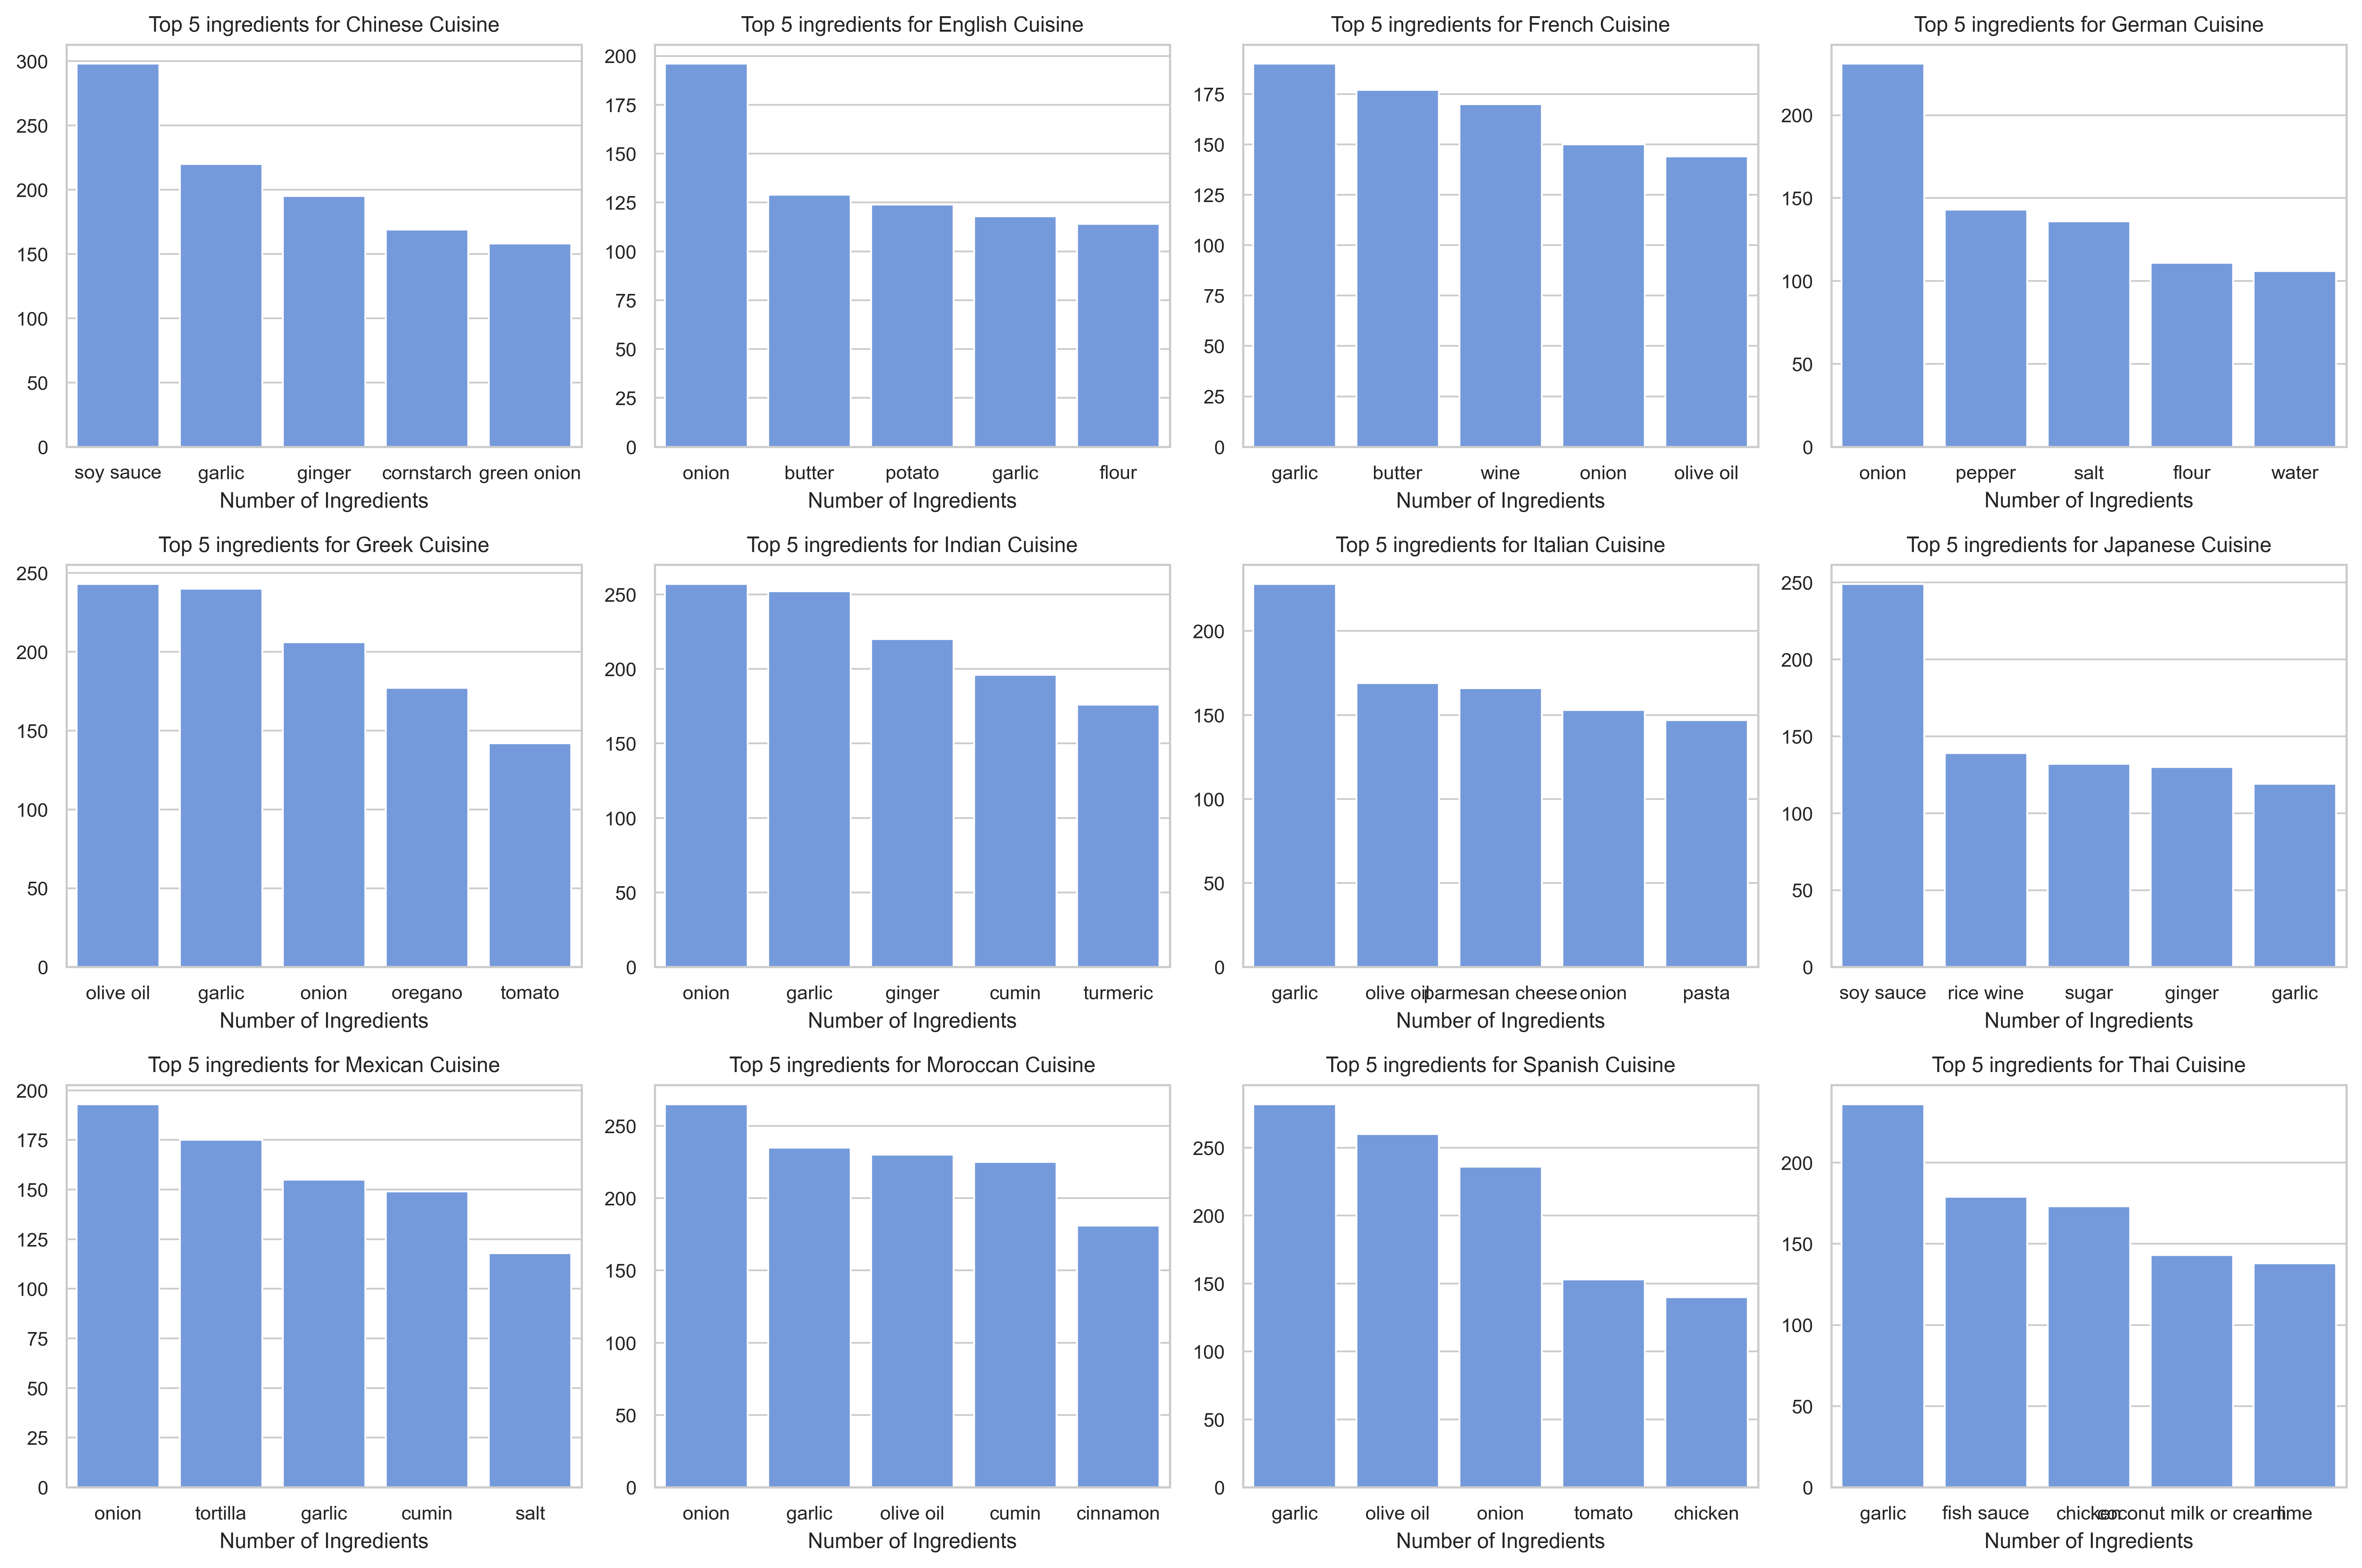 Top 5 ingredients for Chinese Cuisine
300
250
200
150
100
50
0
soy sauce garlic ginger cornstarch green onion
Number of Ingredients
Top 5 ingredients for English Cuisine
200
175
150
125
100
75
50
25
0
onion butter potato garlic flour
Number of Ingredients
Top 5 ingredients for French Cuisine
175
150
125
100
75
50
25
0
garlic butter wine onion olive oil
Number of Ingredients
Top 5 ingredients for German Cuisine
200
150
100
50
0
onion pepper salt flour water
Number of Ingredients
Top 5 ingredients for Greek Cuisine
250
200
150
100
50
0
olive oil garlic onion oregano tomato
Number of Ingredients
Top 5 ingredients for Indian Cuisine
250
200
150
100
50
0
onion garlic ginger cumin turmeric
Number of Ingredients
Top 5 ingredients for Italian Cuisine
200
150
100
50
0
garlic olive oil parmesan cheese onion pasta
Number of Ingredients
Top 5 ingredients for Japanese Cuisine
250
200
150
100
50
0
soy sauce rice wine sugar ginger garlic
Number of Ingredients
Top 5 ingredients for Mexican Cuisine
200
175
150
125
100
75
50
25
0
onion tortilla garlic cumin salt
Number of Ingredients
Top 5 ingredients for Moroccan Cuisine
250
200
150
100
50
0
onion garlic olive oil cumin cinnamon
Number of Ingredients
Top 5 ingredients for Spanish Cuisine
250
200
150
100
50
0
garlic olive oil onion tomato chicken
Number of Ingredients
Top 5 ingredients for Thai Cuisine
200
150
100
50
0
garlic fish sauce chicken coconut milk or cream lime
Number of Ingredients